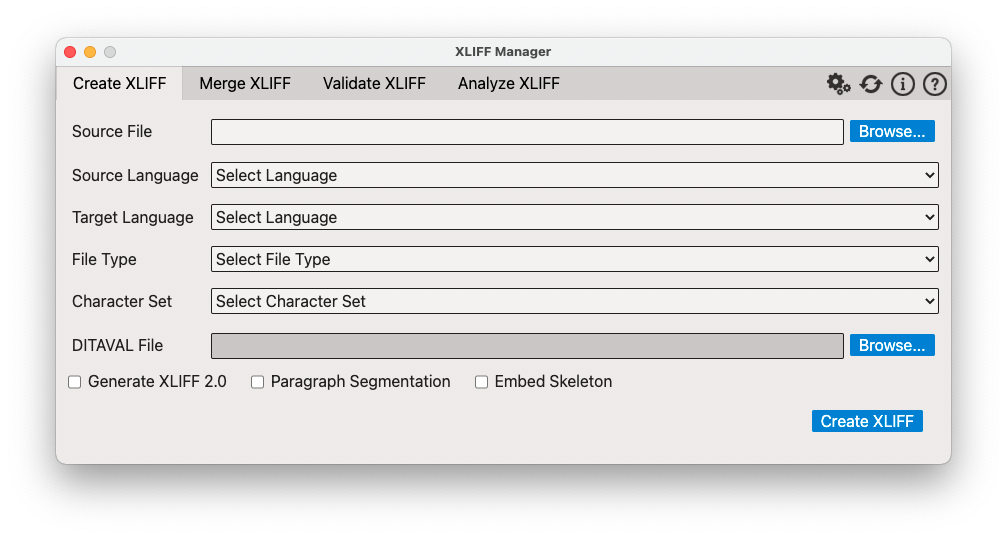 XLIFF Manager
Create XLIFF Merge XLIFF Validate XLIFF Analyze XLIFF
Source File Browse...
Source Language Select Language
Target Language Select Language
File Type Select File Type
Character Set Select Character Set
DITAVAL File Browse...
Generate XLIFF 2.0 Paragraph Segmentation Embed Skeleton
Create XLIFF